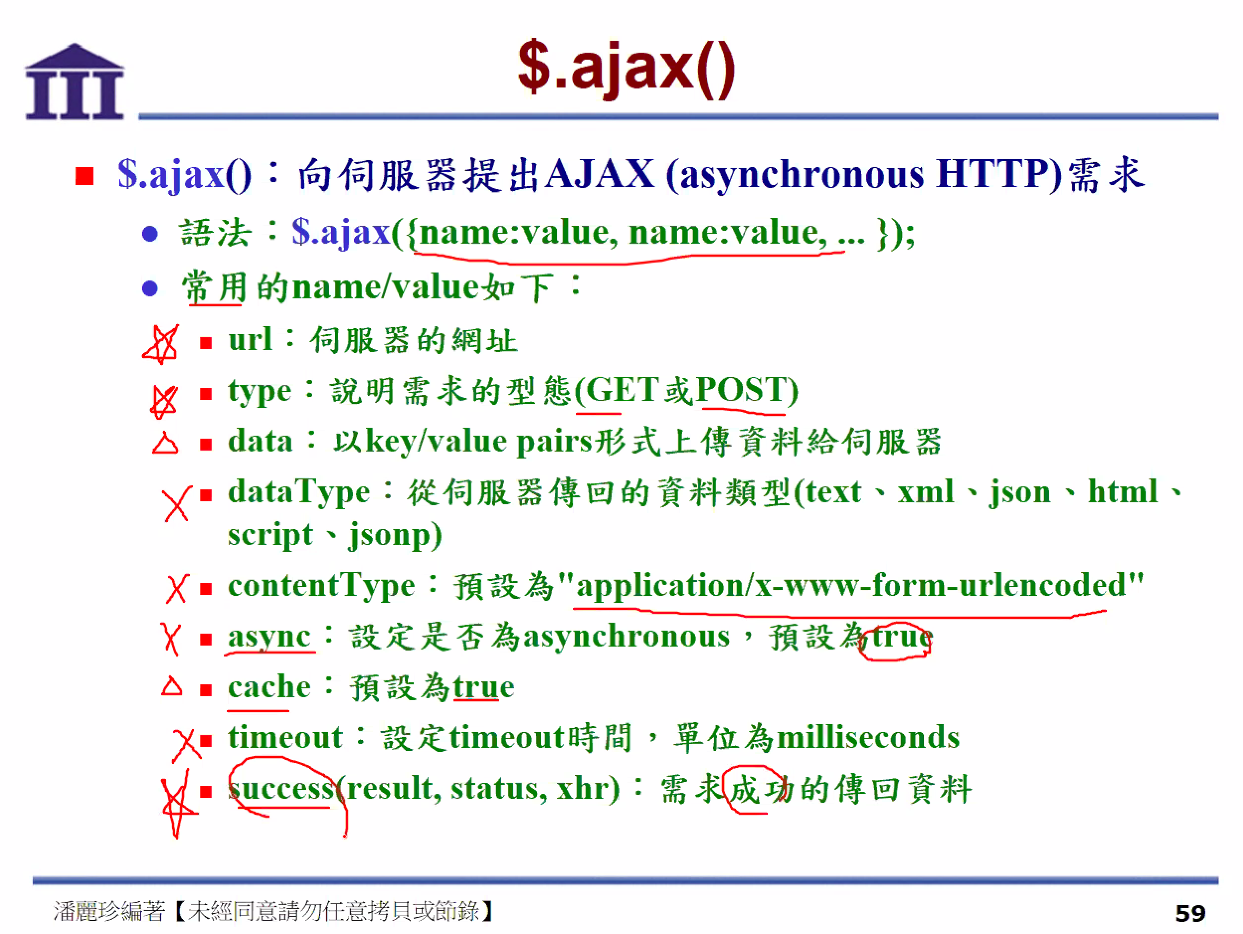 $.ajax()
$.ajax()：向伺服器提出AJAX (asynchronous HTTP)需求
語法：$.ajax({name:value, name:value, ... });
常用的name/value如下：
url：伺服器的網址
type：說明需求的型態(GET或POST)
data：以key/value pairs形式上傳資料給伺服器
dataType：從伺服器傳回的資料類型(text、xml、json、html、
script、jsonp)
contentType：預設為"application/x-www-form-urlencoded"
async：設定是否為asynchronous，預設為true
cache：預設為true
timeout：設定timeout時間，單位為milliseconds
success(result, status, xhr)：需求成功的傳回資料
潘麗珍編著【未經同意請勿任意拷貝或節錄】
59